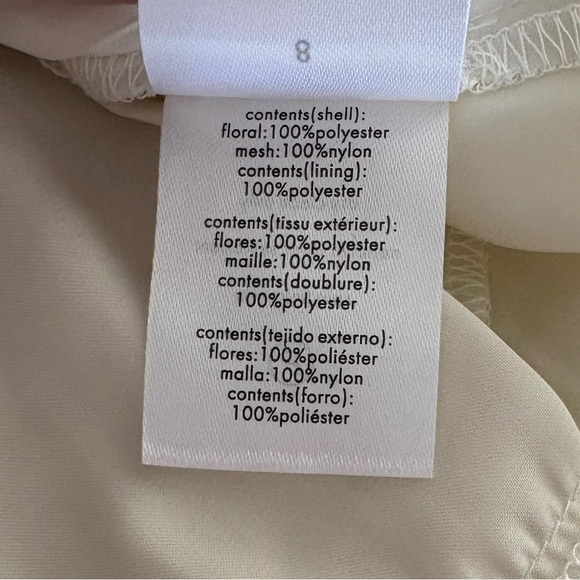 8
contents(shell):
floral:100%polyester
mesh:100%nylon
contents(lining):
100%polyester
contents(tissu extérieur):
flores:100%polyester
maille:100%nylon
contents(doublure):
100%polyester
contents(tejido externo):
flores:100%poliéster
malla:100%nylon
contents(forro):
100%poliéster